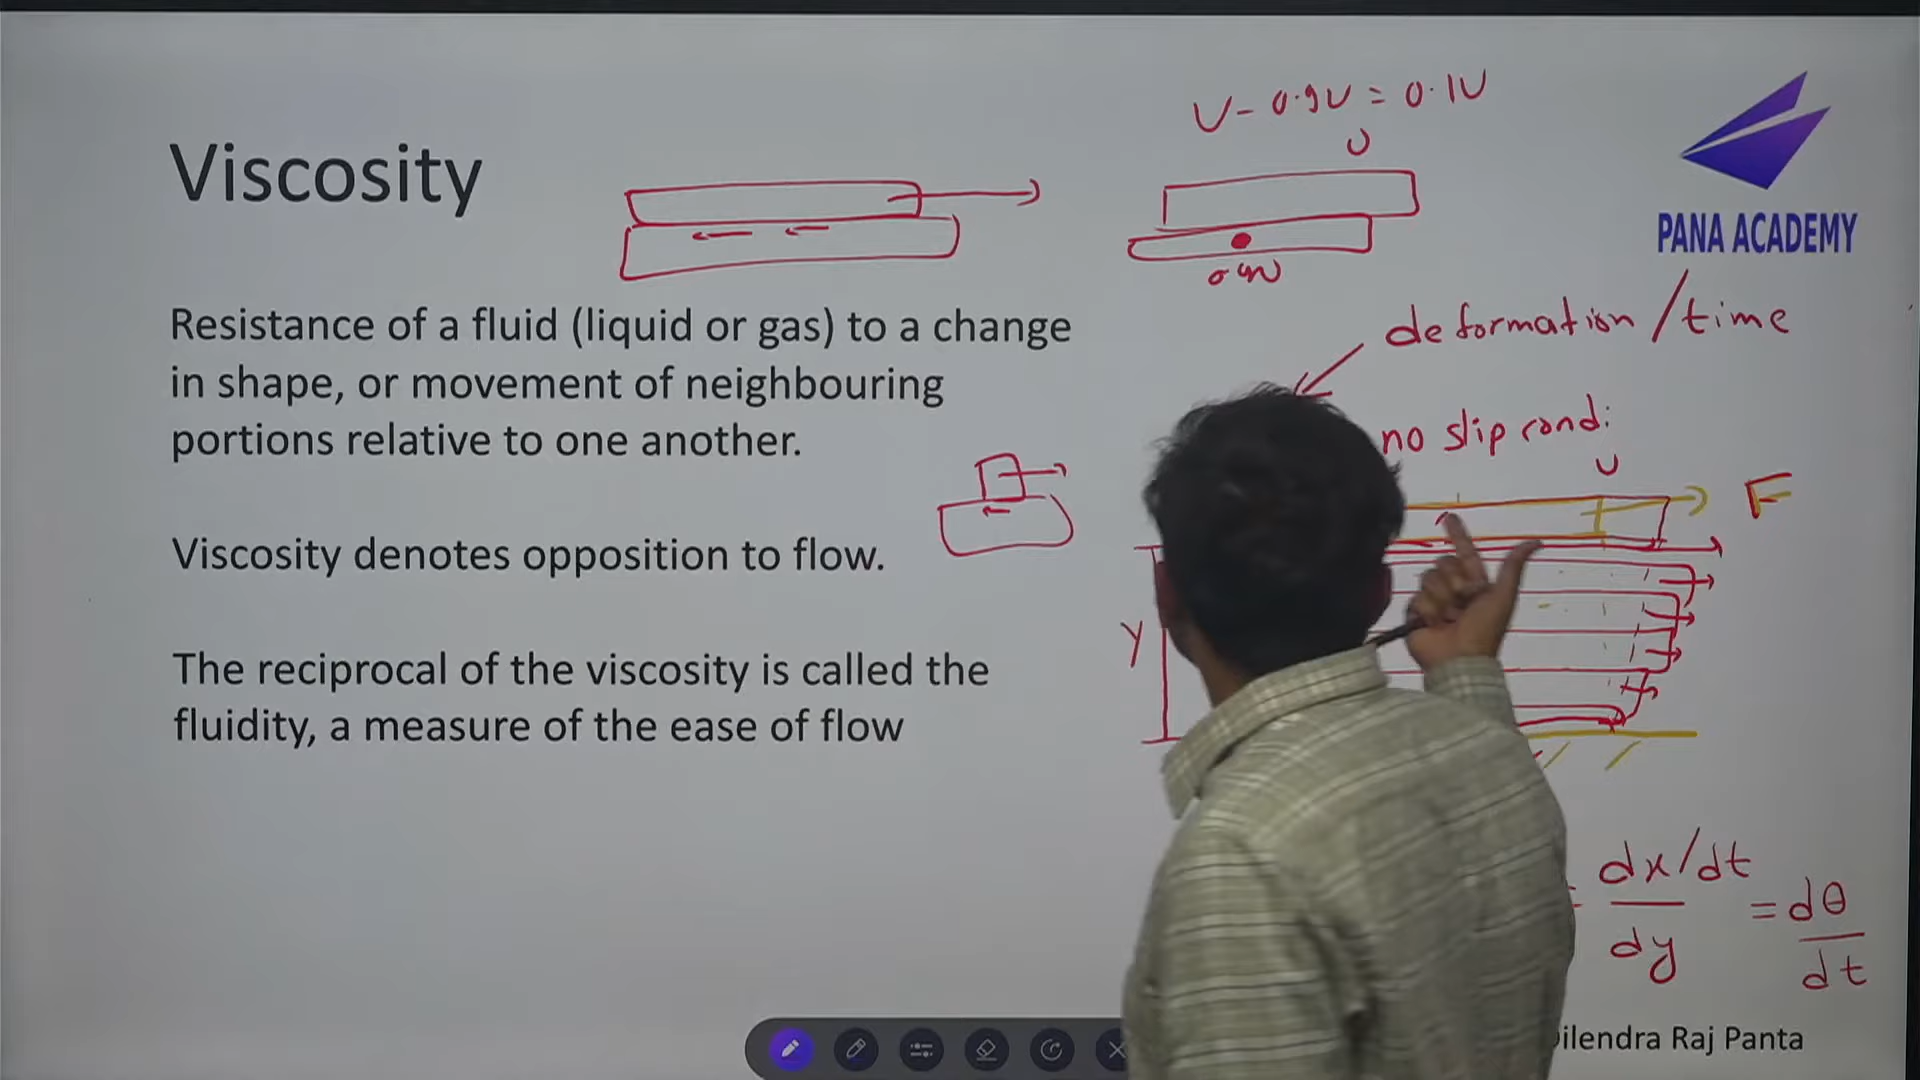 U - 0.9U = 0.1U
U
Viscosity
PANA ACADEMY
0.9U
deformation/time
Resistance of a fluid (liquid or gas) to a change
in shape, or movement of neighbouring
portions relative to one another.
no slip cond:
U
F
Viscosity denotes opposition to flow.
y
The reciprocal of the viscosity is called the
fluidity, a measure of the ease of flow
= dx/dt
dy
= dθ
dt
Raj Panta